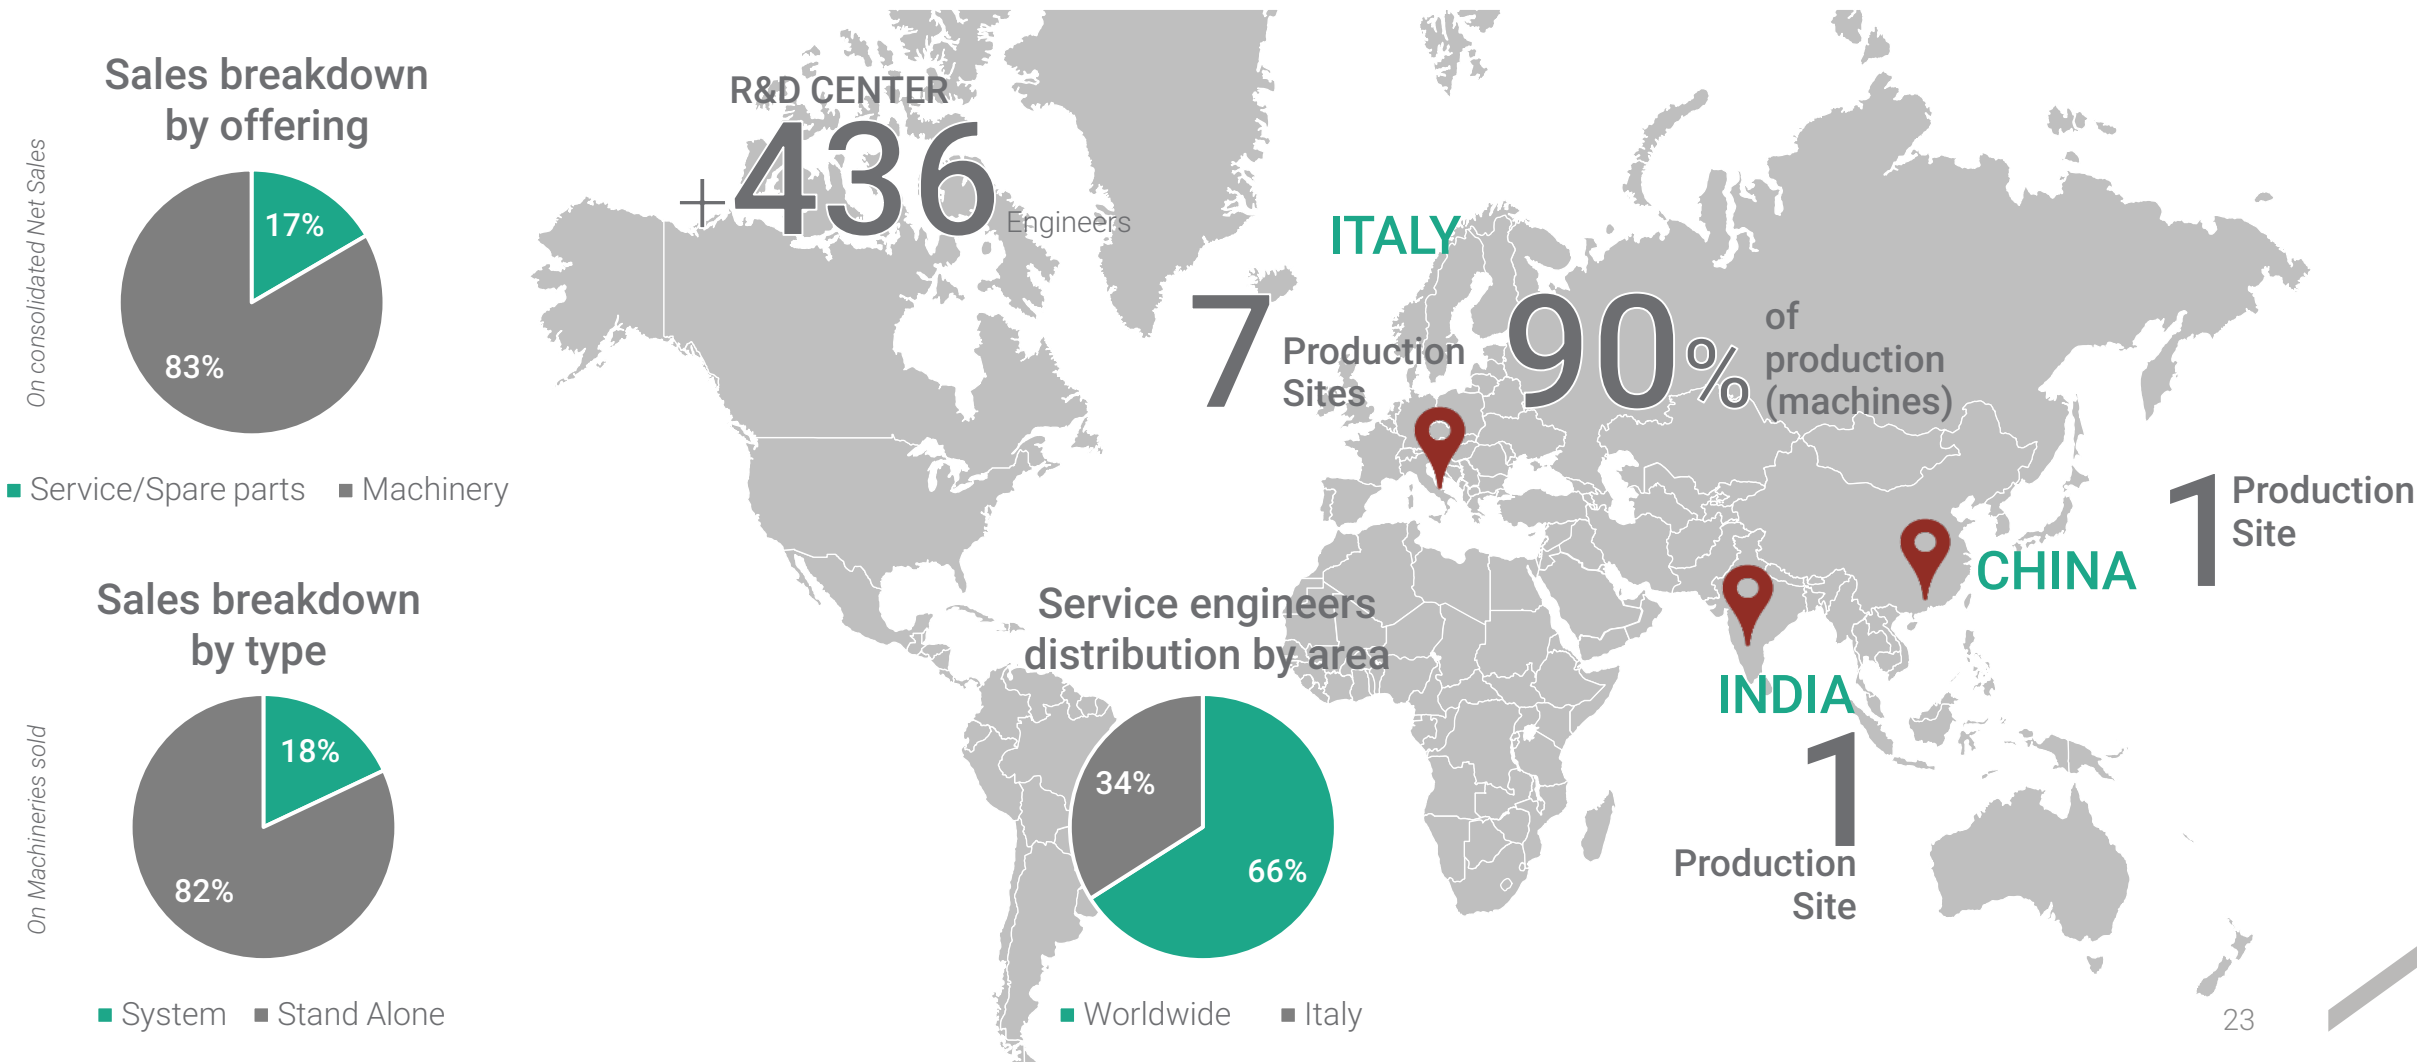 Sales breakdown
by offering
On consolidated Net Sales
17%
83%
Service/Spare parts
Machinery
Sales breakdown
by type
On Machineries sold
18%
82%
System
Stand Alone
R&D CENTER
+436
Engineers
ITALY
7
Production
Sites
90%
of
production
(machines)
CHINA
1
Production
Site
INDIA
1
Production
Site
Service engineers
distribution by area
34%
66%
Worldwide
Italy
23